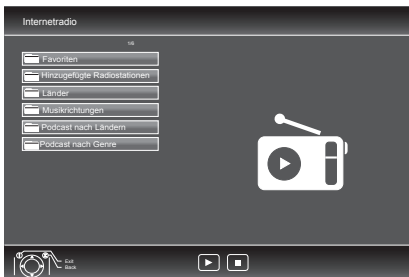 Internetradio
1/6
Favoriten
Hinzugefügte Radiostationen
Länder
Musikrichtungen
Podcast nach Ländern
Podcast nach Genre
Exit
Back